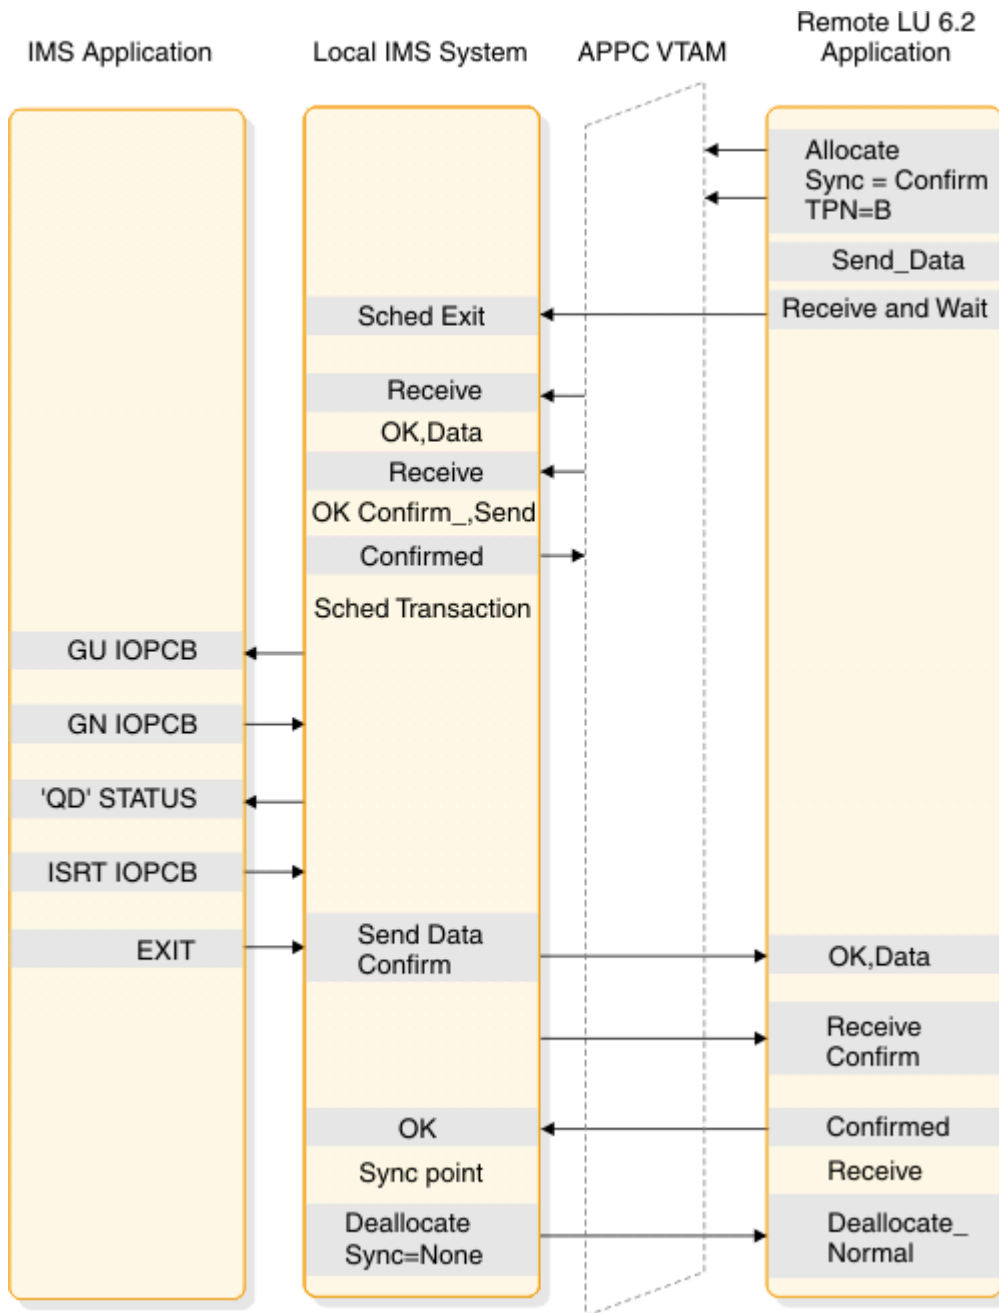 IMS Application
Local IMS System
APPC VTAM
Remote LU 6.2
Application
Allocate
Sync = Confirm
TPN=B
Send_Data
Sched Exit
Receive and Wait
Receive
OK,Data
Receive
OK Confirm_,Send
Confirmed
Sched Transaction
GU IOPCB
GN IOPCB
'QD' STATUS
ISRT IOPCB
EXIT
Send Data
Confirm
OK,Data
Receive
Confirm
OK
Confirmed
Sync point
Receive
Deallocate
Sync=None
Deallocate_
Normal